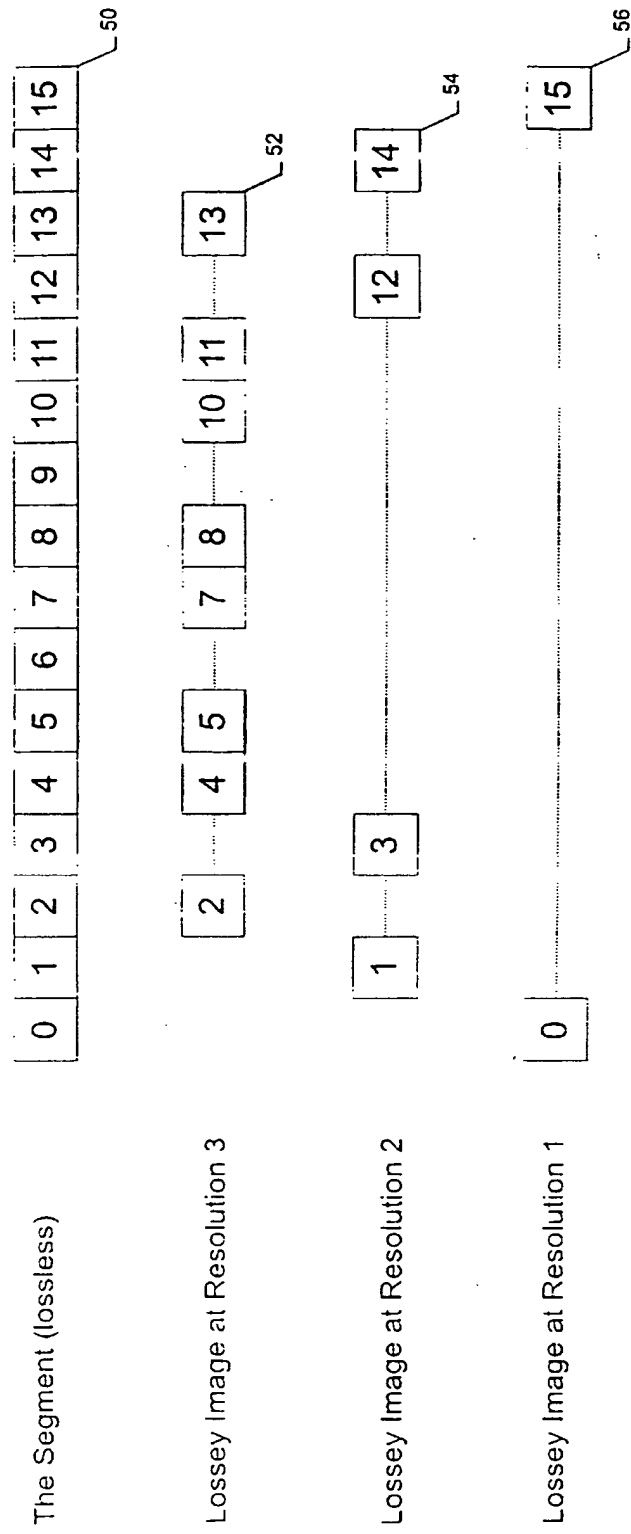 The Segment (lossless) 0 1 2 3 4 5 6 7 8 9 10 11 12 13 14 15
50
Lossey Image at Resolution 3 2 4 5 7 8 10 11 13
52
Lossey Image at Resolution 2 1 3 12 14
54
Lossey Image at Resolution 1 0 15
56